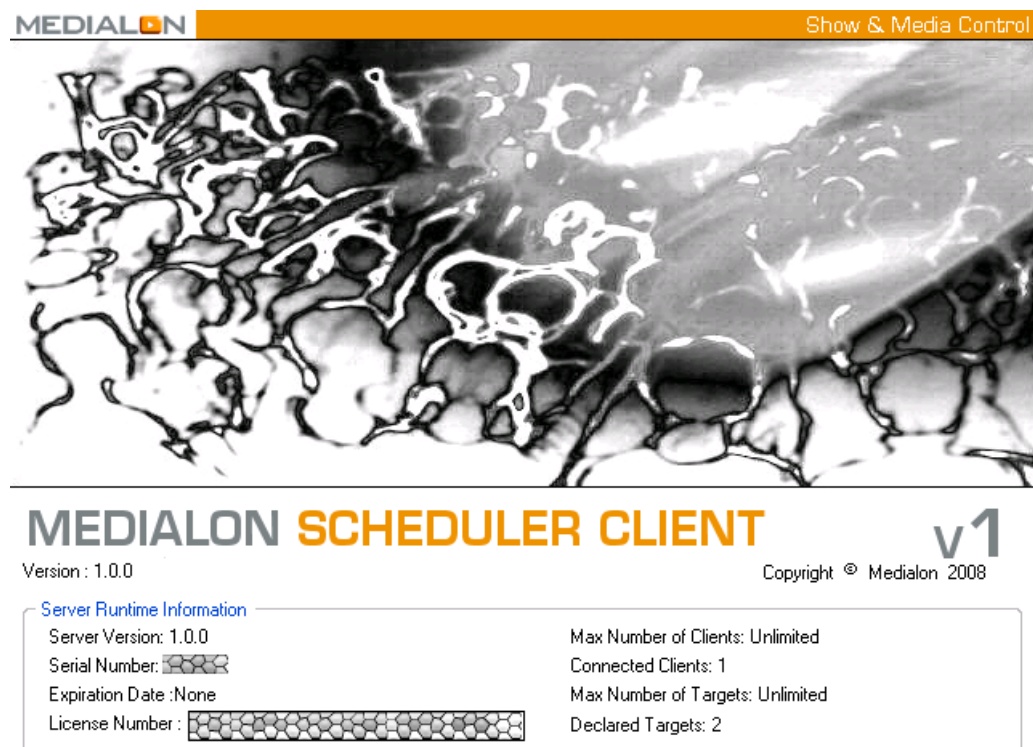 MEDIALON
Show & Media Control
MEDIALON SCHEDULER CLIENT v1
Version : 1.0.0
Copyright © Medialon 2008
Server Runtime Information
Server Version: 1.0.0
Serial Number:
Expiration Date :None
License Number :
Max Number of Clients: Unlimited
Connected Clients: 1
Max Number of Targets: Unlimited
Declared Targets: 2